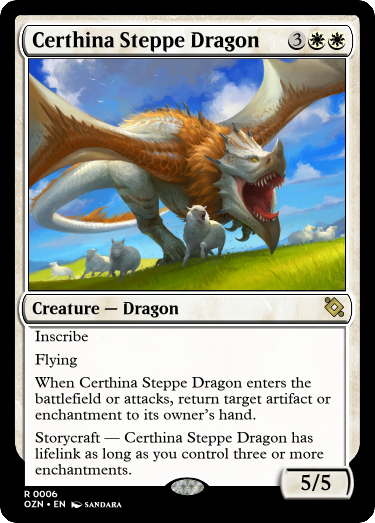 Certhina Steppe Dragon 3
Creature — Dragon
Inscribe
Flying
When Certhina Steppe Dragon enters the
battlefield or attacks, return target artifact or
enchantment to its owner's hand.
Storycraft — Certhina Steppe Dragon has
lifelink as long as you control three or more
enchantments.
5/5
R 0006
OZN • EN SANDARA